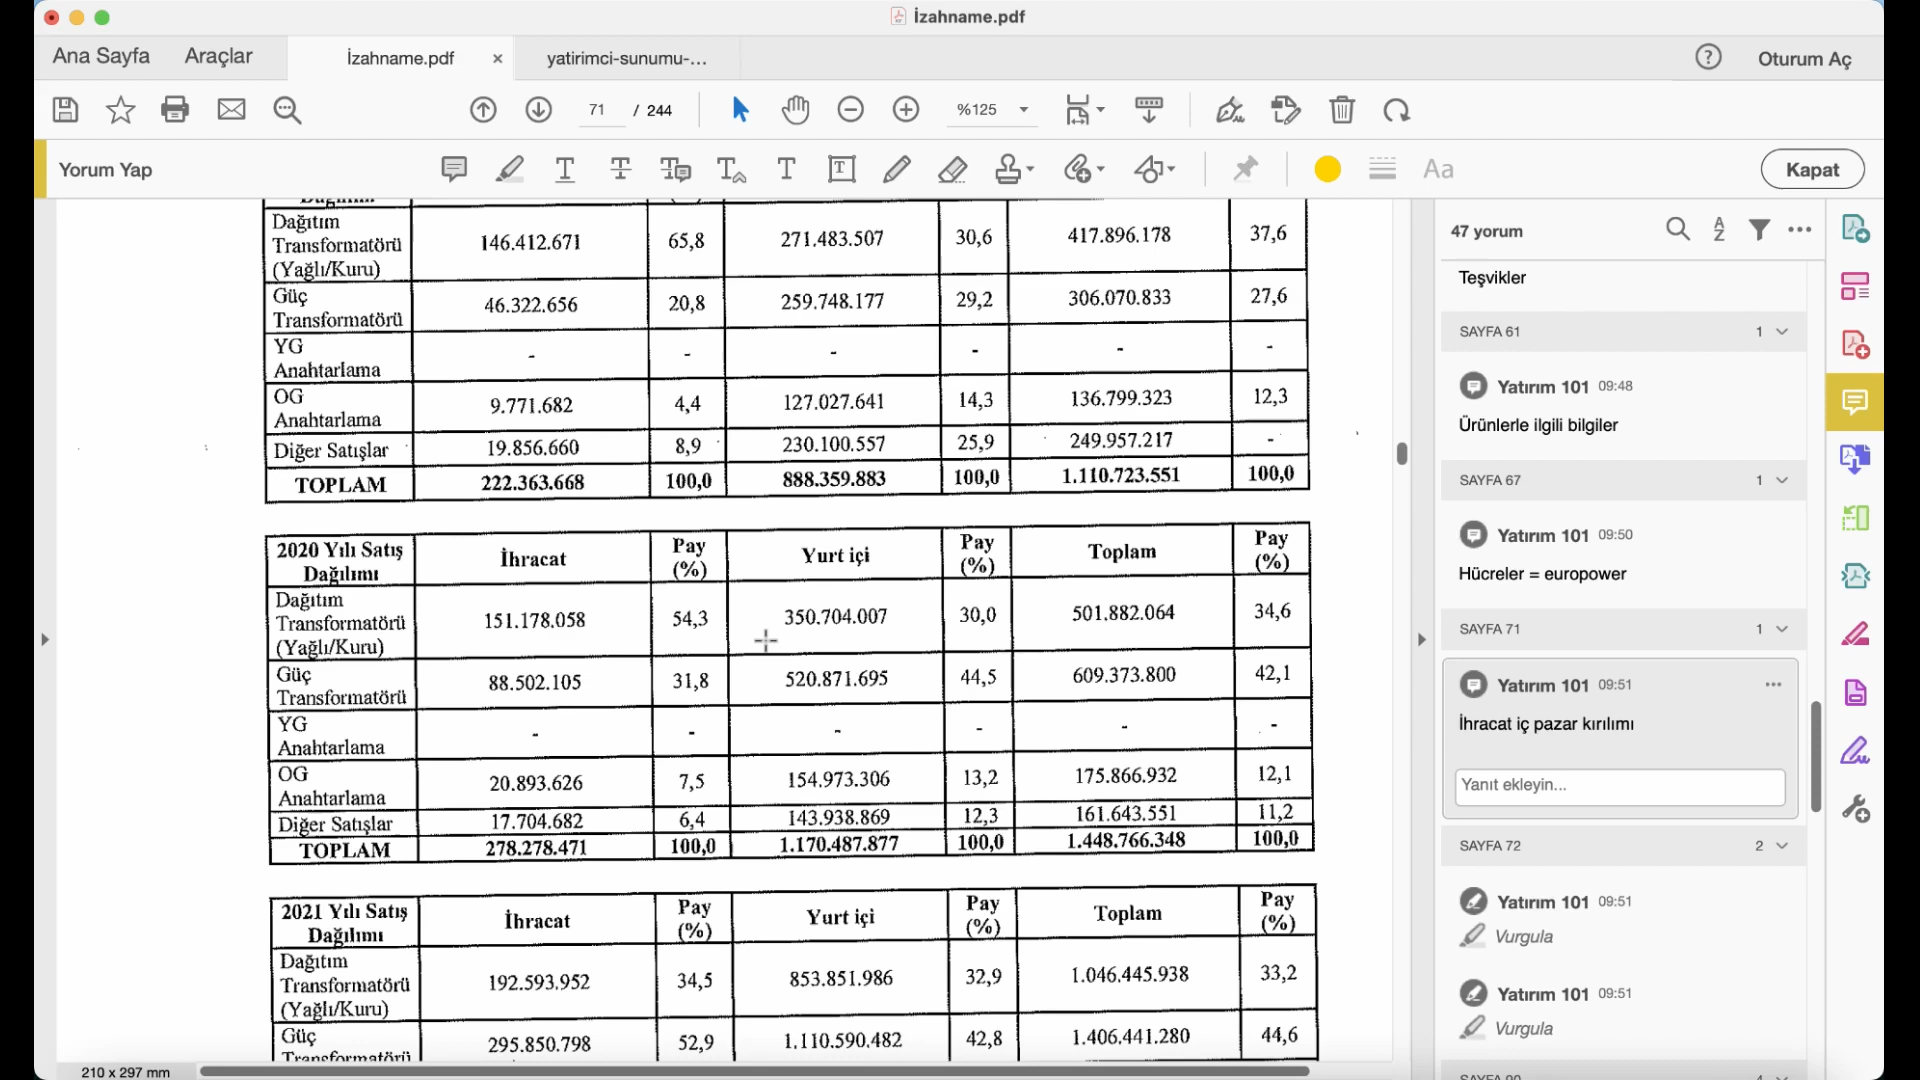 İzahname.pdf
Ana Sayfa Araçlar İzahname.pdf × yatirimci-sunumu-... ? Oturum Aç
71 / 244 %125
Yorum Yap Aa Kapat
Dağıtım
Transformatörü
(Yağlı/Kuru) 146.412.671 65,8 271.483.507 30,6 417.896.178 37,6
Güç
Transformatörü 46.322.656 20,8 259.748.177 29,2 306.070.833 27,6
YG
Anahtarlama - - - - - -
OG
Anahtarlama 9.771.682 4,4 127.027.641 14,3 136.799.323 12,3
Diğer Satışlar 19.856.660 8,9 230.100.557 25,9 249.957.217 -
TOPLAM 222.363.668 100,0 888.359.883 100,0 1.110.723.551 100,0
2020 Yılı Satış
Dağılımı İhracat Pay
(%) Yurt içi Pay
(%) Toplam Pay
(%)
Dağıtım
Transformatörü
(Yağlı/Kuru) 151.178.058 54,3 350.704.007 30,0 501.882.064 34,6
Güç
Transformatörü 88.502.105 31,8 520.871.695 44,5 609.373.800 42,1
YG
Anahtarlama - - - - - -
OG
Anahtarlama 20.893.626 7,5 154.973.306 13,2 175.866.932 12,1
Diğer Satışlar 17.704.682 6,4 143.938.869 12,3 161.643.551 11,2
TOPLAM 278.278.471 100,0 1.170.487.877 100,0 1.448.766.348 100,0
2021 Yılı Satış
Dağılımı İhracat Pay
(%) Yurt içi Pay
(%) Toplam Pay
(%)
Dağıtım
Transformatörü
(Yağlı/Kuru) 192.593.952 34,5 853.851.986 32,9 1.046.445.938 33,2
Güç
Transformatörü 295.850.798 52,9 1.110.590.482 42,8 1.406.441.280 44,6
210 x 297 mm
47 yorum
Teşvikler
SAYFA 61 1
Yatırım 101 09:48
Ürünlerle ilgili bilgiler
SAYFA 67 1
Yatırım 101 09:50
Hücreler = europower
SAYFA 71 1
Yatırım 101 09:51
İhracat iç pazar kırılımı
Yanıt ekleyin...
SAYFA 72 2
Yatırım 101 09:51
Vurgula
Yatırım 101 09:51
Vurgula